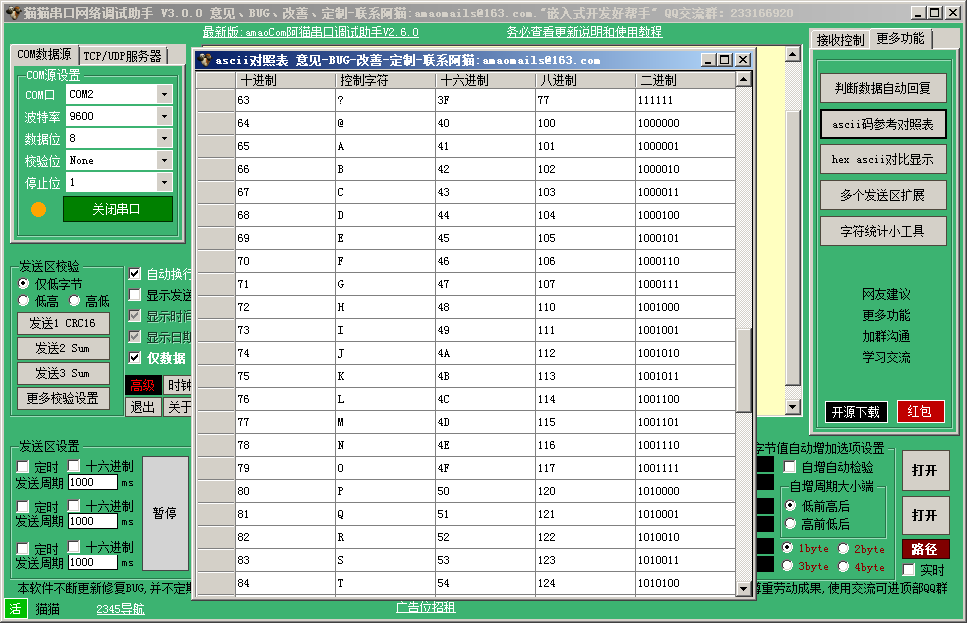 猫猫串口网络调试助手 V3.0.0 意见、BUG、改善、定制-联系阿猫:amaomails@163.com."嵌入式开发好帮手" QQ交流群: 233166920
最新版:amaoCom阿猫串口调试助手V2.6.0
务必查看更新说明和使用教程
COM数据源
TCP/UDP服务器
COM源设置
COM口 COM2
波特率 9600
数据位 8
校验位 None
停止位 1
关闭串口
发送区校验
仅低字节
低高 高低
发送1 CRC16
发送2 Sum
发送3 Sum
更多校验设置
自动换行
显示发送
显示时间
显示日期
仅数据
高级 时钟
退出 关于
发送区设置
定时 十六进制
发送周期 1000 ms
定时 十六进制
发送周期 1000 ms
定时 十六进制
发送周期 1000 ms
暂停
本软件不断更新修复BUG,并不定期
活 猫猫
2345导航
广告位招租
ascii对照表 意见-BUG-改善-定制-联系阿猫:amaomails@163.com
十进制 控制字符 十六进制 八进制 二进制
63 ? 3F 77 111111
64 @ 40 100 1000000
65 A 41 101 1000001
66 B 42 102 1000010
67 C 43 103 1000011
68 D 44 104 1000100
69 E 45 105 1000101
70 F 46 106 1000110
71 G 47 107 1000111
72 H 48 110 1001000
73 I 49 111 1001001
74 J 4A 112 1001010
75 K 4B 113 1001011
76 L 4C 114 1001100
77 M 4D 115 1001101
78 N 4E 116 1001110
79 O 4F 117 1001111
80 P 50 120 1010000
81 Q 51 121 1010001
82 R 52 122 1010010
83 S 53 123 1010011
84 T 54 124 1010100
接收控制
更多功能
判断数据自动回复
ascii码参考对照表
hex ascii对比显示
多个发送区扩展
字符统计小工具
网友建议
更多功能
加群沟通
学习交流
开源下载 红包
字节值自动增加选项设置
自增自动检验
自增周期大小端
低前高后
高前低后
1byte 2byte
3byte 4byte
打开
打开
路径
实时
尊重劳动成果, 使用交流可进顶部QQ群